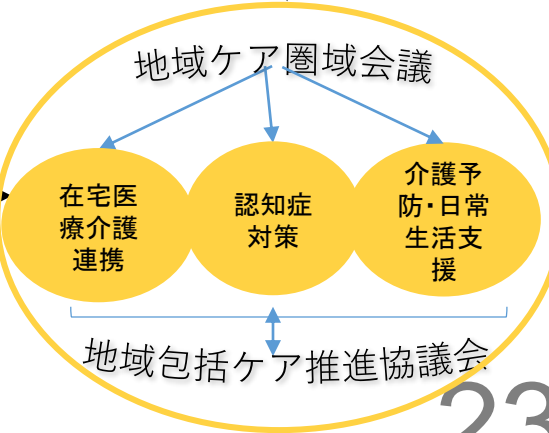 地域ケア圏域会議
在宅医
療介護
連携
認知症
対策
介護予
防・日常
生活支
援
地域包括ケア推進協議会
23